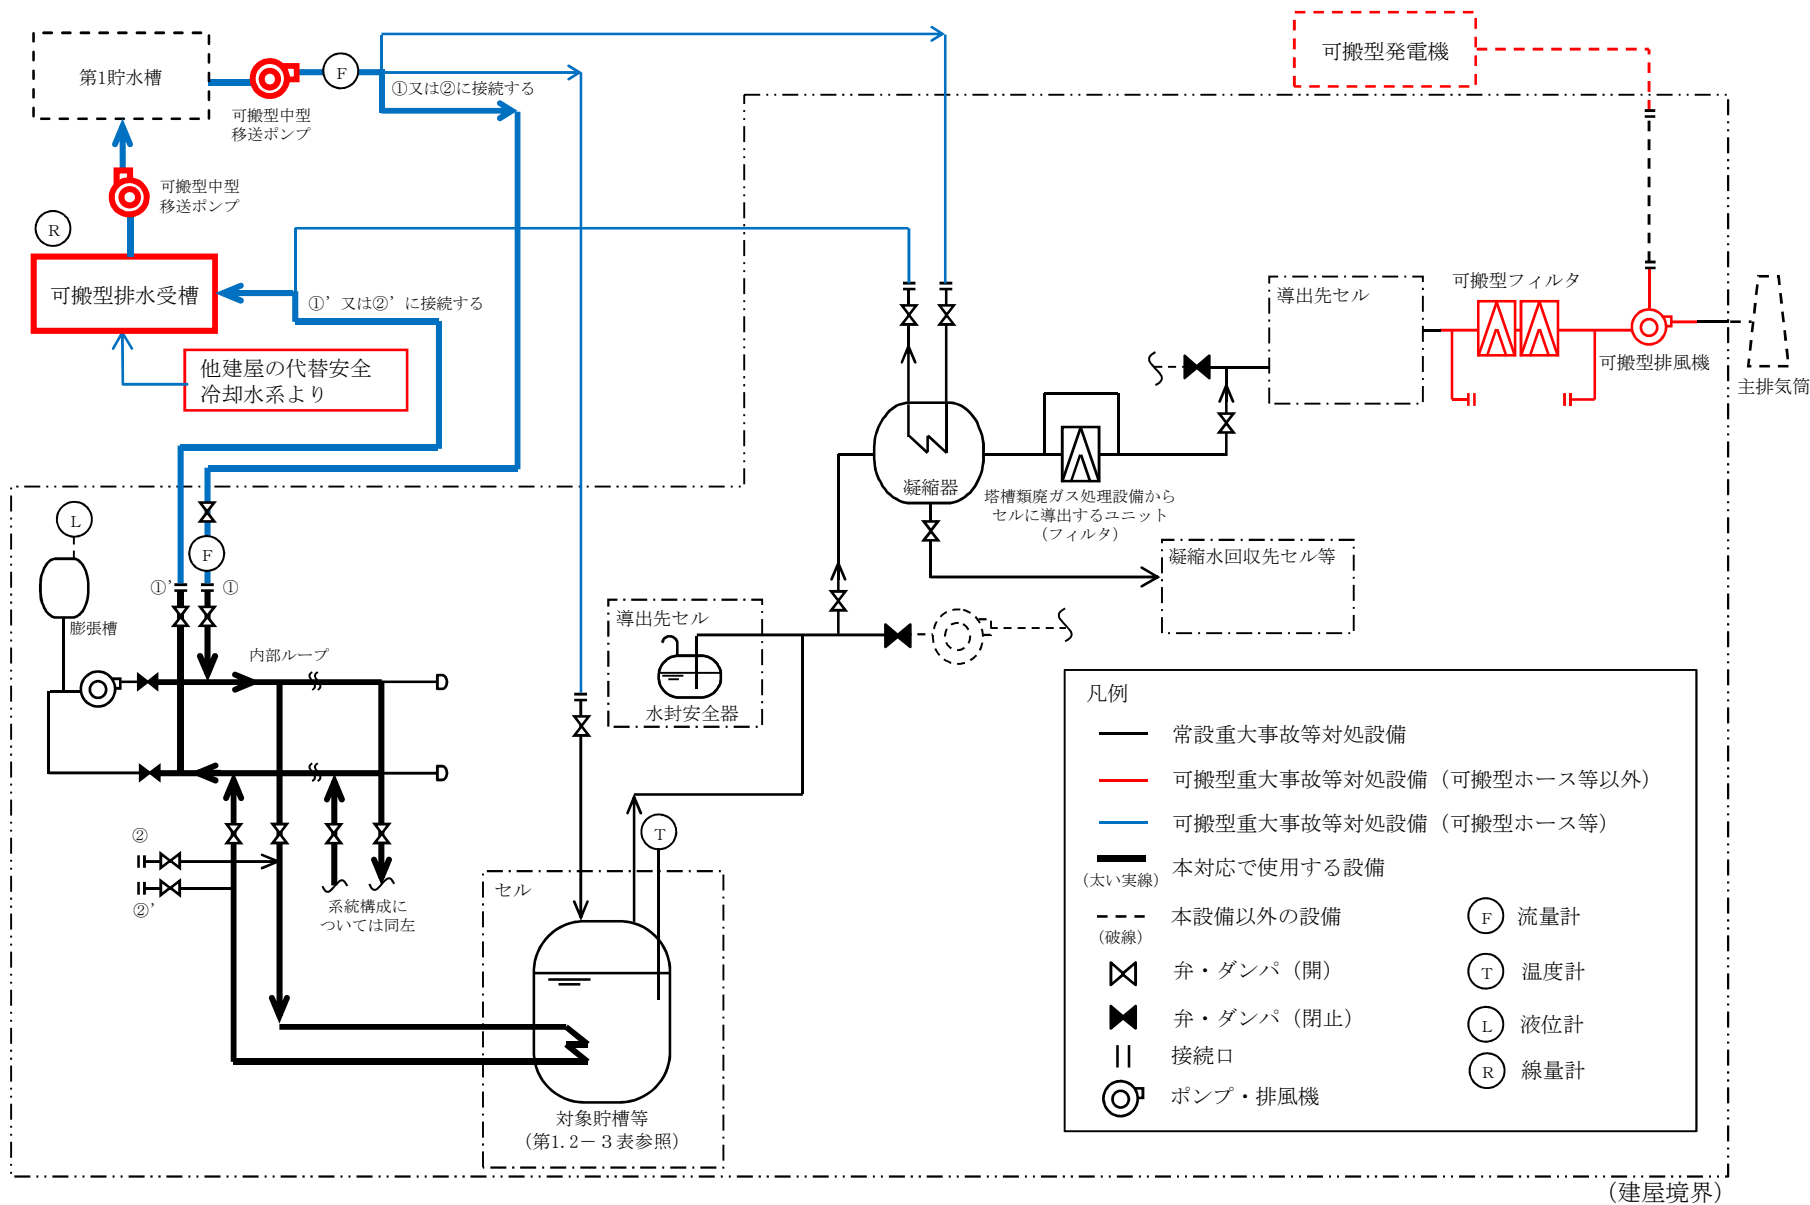 第1貯水槽
F
可搬型中型
移送ポンプ
①又は②に接続する
可搬型発電機
可搬型中型
移送ポンプ
R
可搬型排水受槽
①’又は②’に接続する
他建屋の代替安全
冷却水系より
導出先セル
可搬型フィルタ
可搬型排風機
主排気筒
凝縮器
塔槽類廃ガス処理設備から
セルに導出するユニット
（フィルタ）
凝縮水回収先セル等
L
F
①’
①
膨張槽
内部ループ
導出先セル
水封安全器
②
②’
系統構成に
ついては同左
T
セル
対象貯槽等
（第1.2－３表参照）
凡例
常設重大事故等対処設備
可搬型重大事故等対処設備（可搬型ホース等以外）
可搬型重大事故等対処設備（可搬型ホース等）
本対応で使用する設備
（太い実線）
本設備以外の設備
（破線）
弁・ダンパ（開）
弁・ダンパ（閉止）
接続口
ポンプ・排風機
F 流量計
T 温度計
L 液位計
R 線量計
（建屋境界）